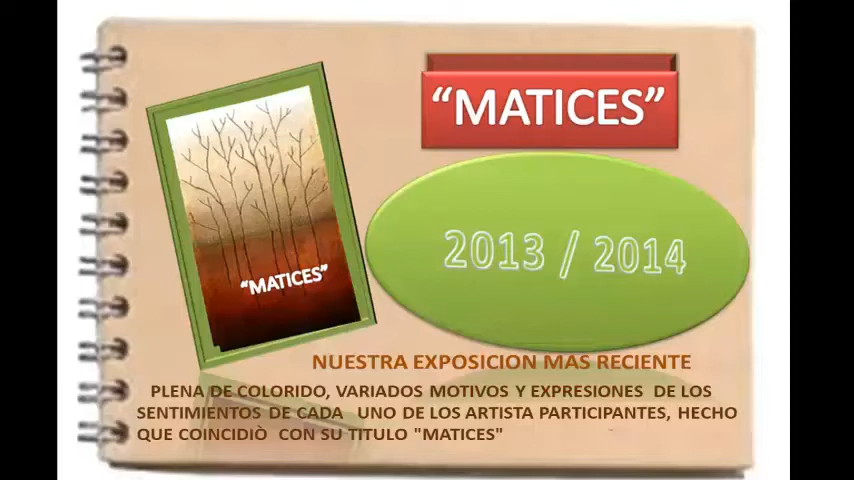 “MATICES”
2013 / 2014
“MATICES”
NUESTRA EXPOSICION MAS RECIENTE
PLENA DE COLORIDO, VARIADOS MOTIVOS Y EXPRESIONES DE LOS
SENTIMIENTOS DE CADA UNO DE LOS ARTISTA PARTICIPANTES, HECHO
QUE COINCIDIÒ CON SU TITULO "MATICES"